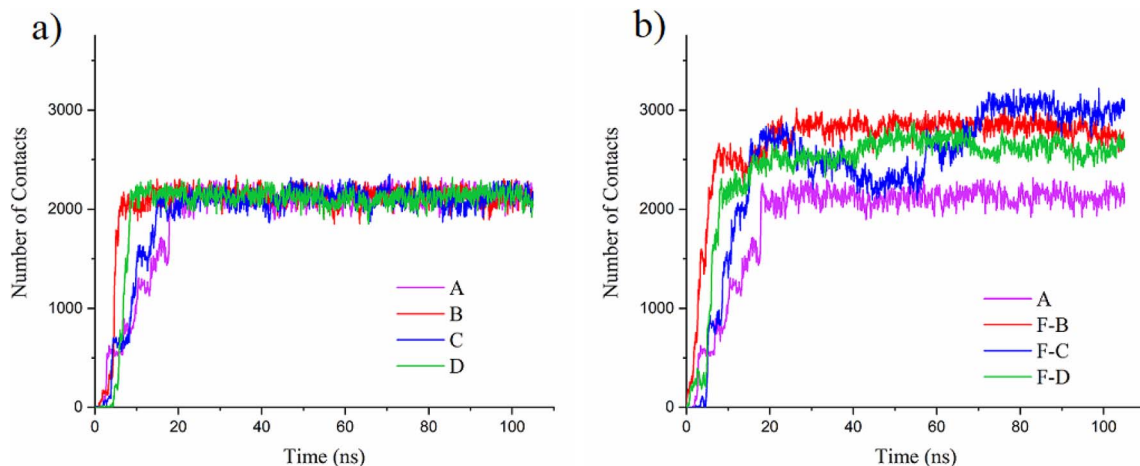 a)
Number of Contacts
3000
2000
1000
0
0 20 40 60 80 100
Time (ns)
A
B
C
D
b)
Number of Contacts
3000
2000
1000
0
0 20 40 60 80 100
Time (ns)
A
F-B
F-C
F-D